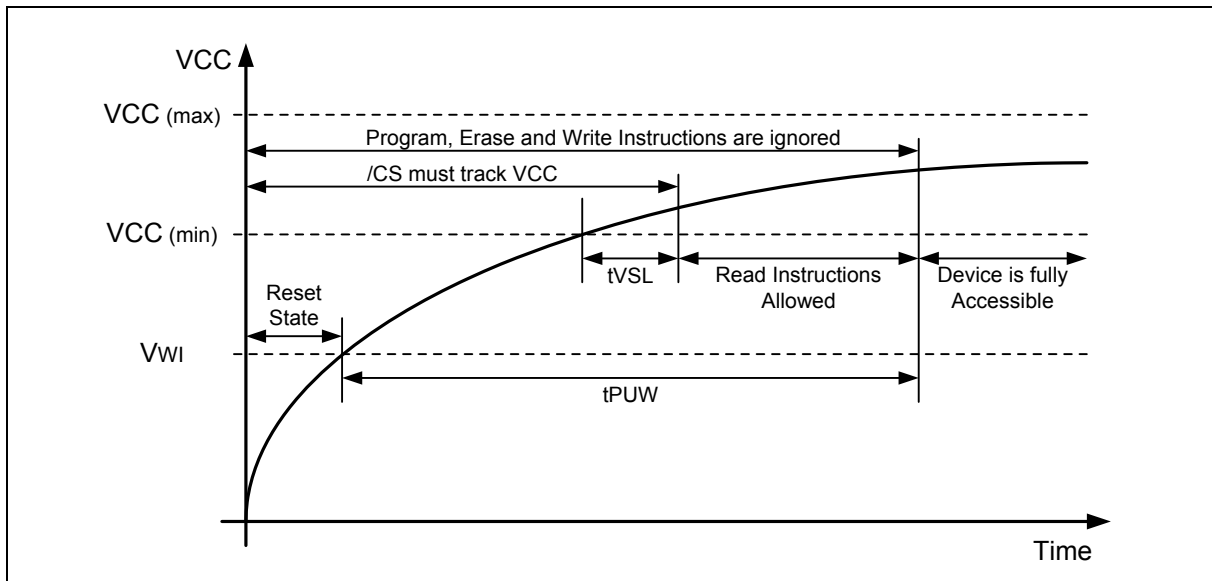 VCC
VCC (max)
Program, Erase and Write Instructions are ignored
/CS must track VCC
VCC (min)
tVSL
Read Instructions
Allowed
Device is fully
Accessible
Reset
State
VWI
tPUW
Time